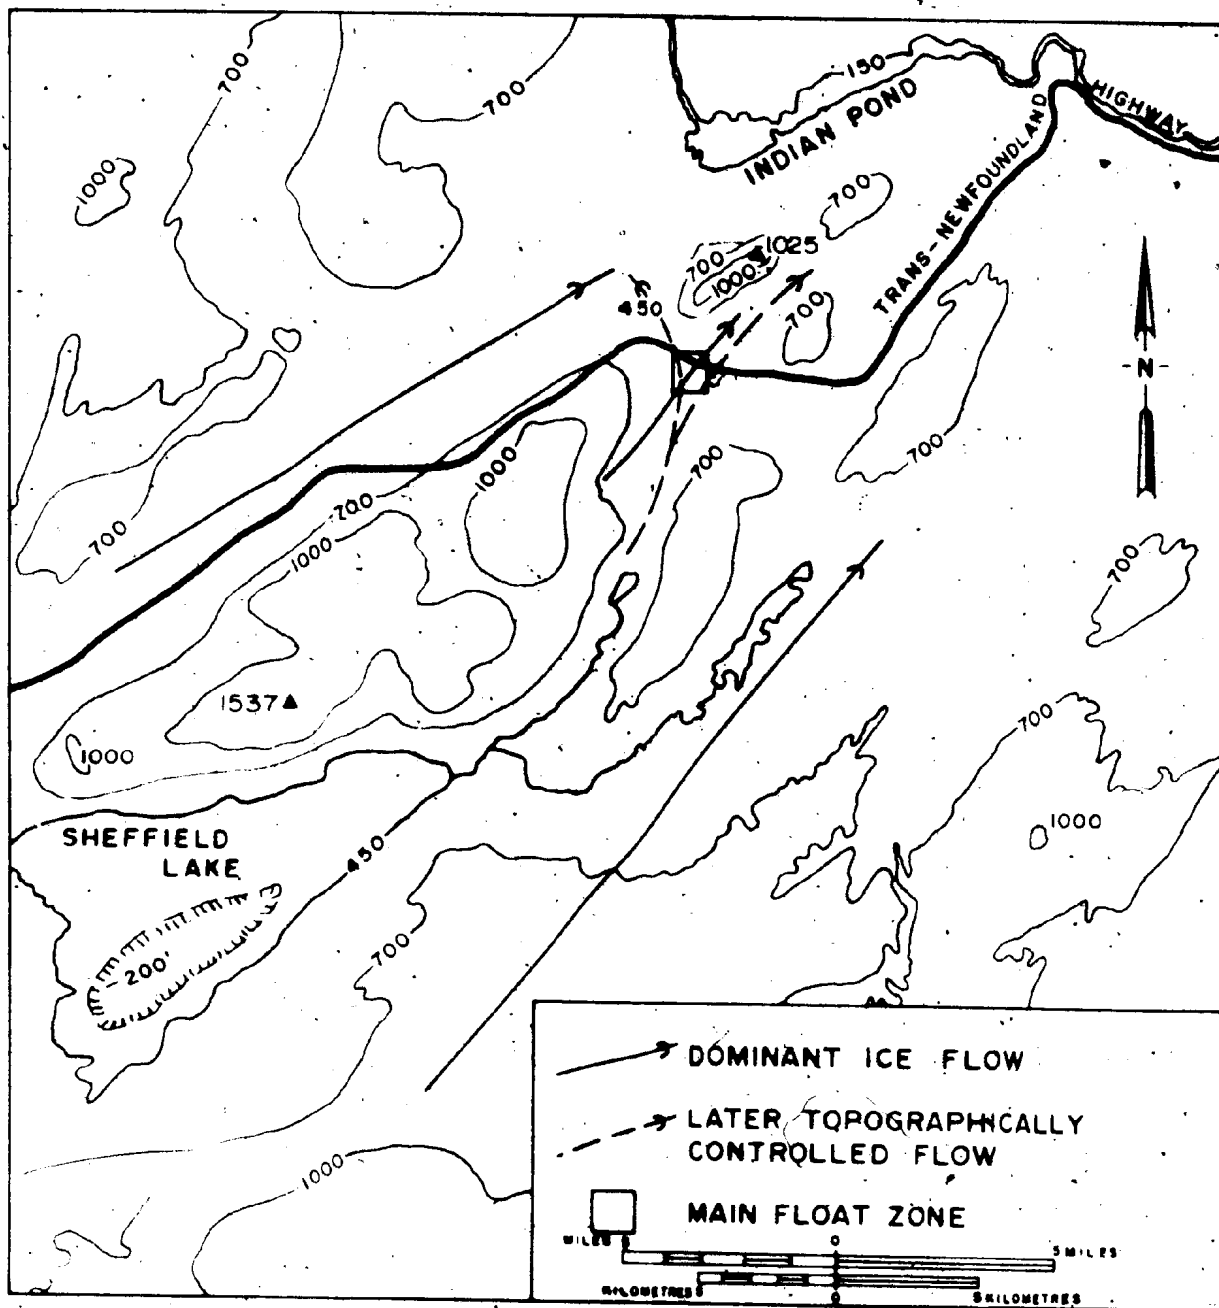 700
700
150
HIGHWAY
INDIAN POND
1000
TRANS-NEWFOUNDLAND
700
1025
700
1000
450
700
-N-
1000
700
700
700
700
1000
700
1537
700
1000
1000
SHEFFIELD
LAKE
450
700
-200'
1000
DOMINANT ICE FLOW
LATER TOPOGRAPHICALLY
CONTROLLED FLOW
MAIN FLOAT ZONE
MILES 0 5 MILES
KILOMETRES 0 5 KILOMETRES